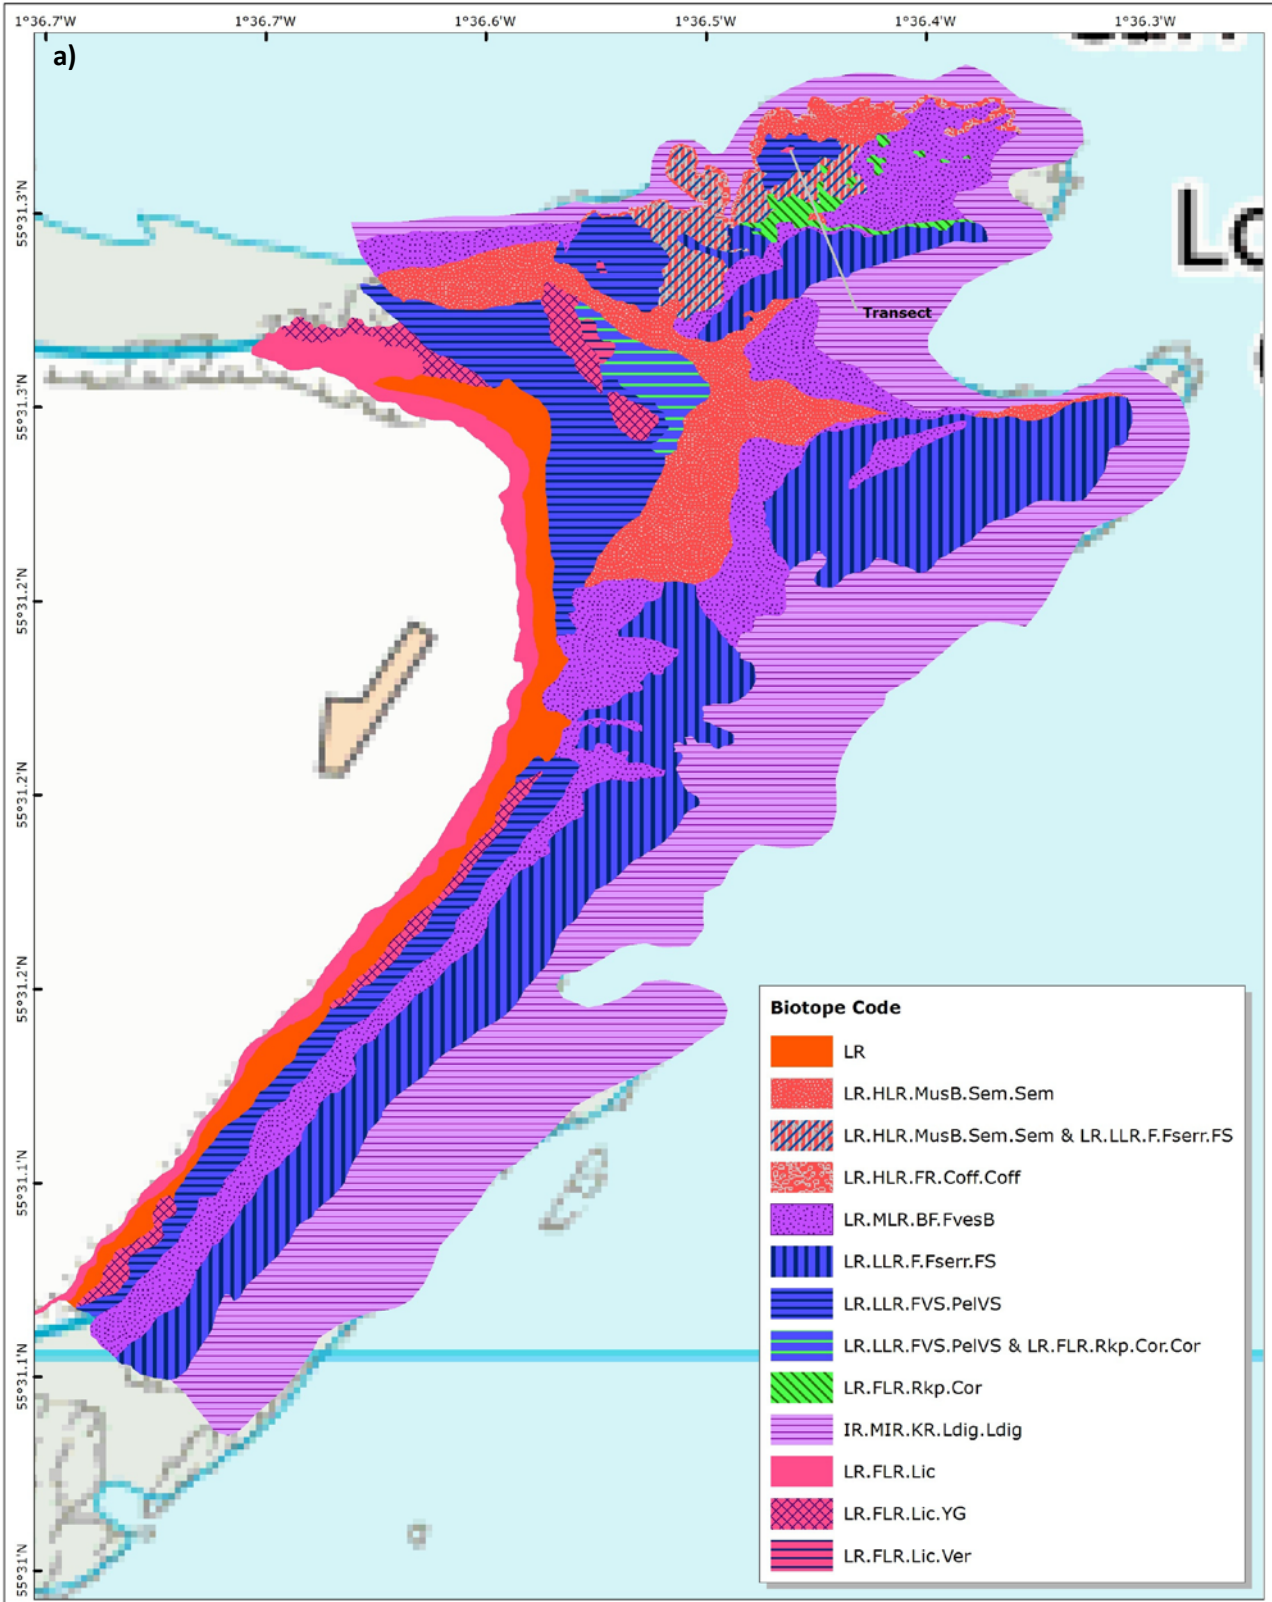 1°36.7'W 1°36.7'W 1°36.6'W 1°36.5'W 1°36.4'W 1°36.3'W
a)
55°31.3'N
Lo
Transect
55°31.3'N
55°31.2'N
55°31.2'N
55°31.2'N
Biotope Code
LR
LR.HLR.MusB.Sem.Sem
LR.HLR.MusB.Sem.Sem & LR.LLR.F.Fserr.FS
LR.HLR.FR.Coff.Coff
55°31.1'N
LR.MLR.BF.FvesB
LR.LLR.F.Fserr.FS
LR.LLR.FVS.PelVS
LR.LLR.FVS.PelVS & LR.FLR.Rkp.Cor.Cor
55°31.1'N
LR.FLR.Rkp.Cor
IR.MIR.KR.Ldig.Ldig
LR.FLR.Lic
LR.FLR.Lic.YG
LR.FLR.Lic.Ver
55°31'N